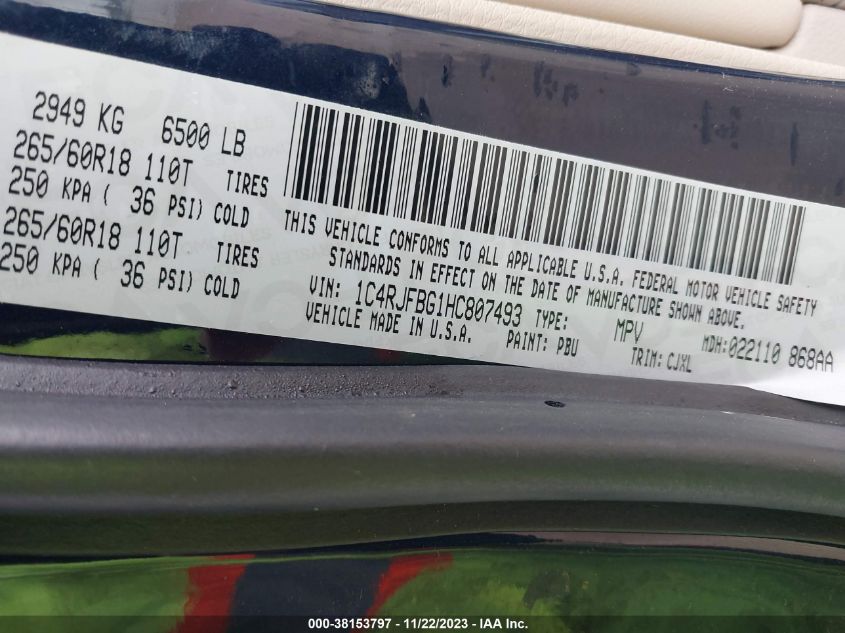 2949 KG 6500 LB
265/60R18 110T TIRES
250 KPA ( 36 PSI) COLD
265/60R18 110T TIRES
250 KPA ( 36 PSI) COLD
THIS VEHICLE CONFORMS TO ALL APPLICABLE U.S.A. FEDERAL MOTOR VEHICLE SAFETY
STANDARDS IN EFFECT ON THE DATE OF MANUFACTURE SHOWN ABOVE.
VIN: 1C4RJFBG1HC807493 TYPE: MPV MDH:022110 868AA
VEHICLE MADE IN U.S.A. PAINT: PBU TRIM: CJXL
000-38153797 - 11/22/2023 - IAA Inc.